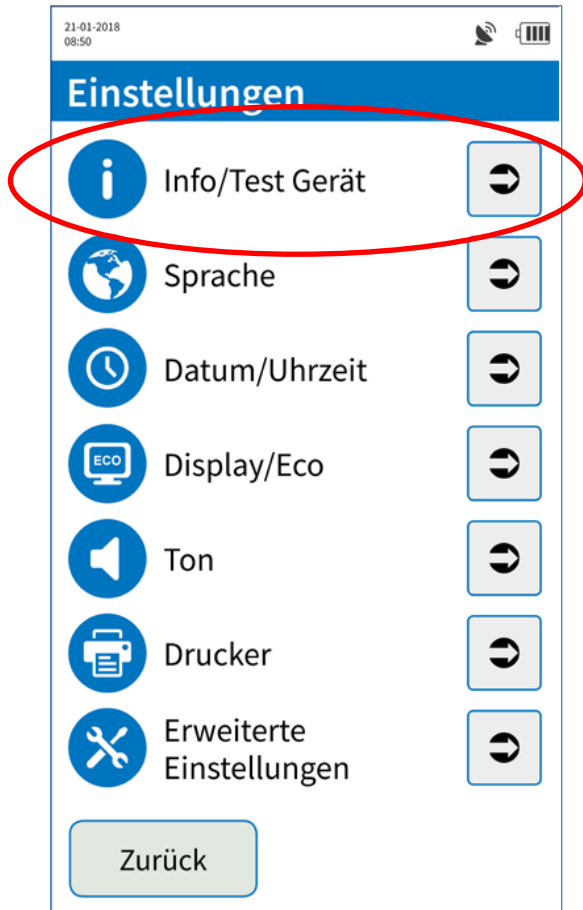 21-01-2018
08:50
Einstellungen
Info/Test Gerät
Sprache
Datum/Uhrzeit
ECO
Display/Eco
Ton
Drucker
Erweiterte
Einstellungen
Zurück